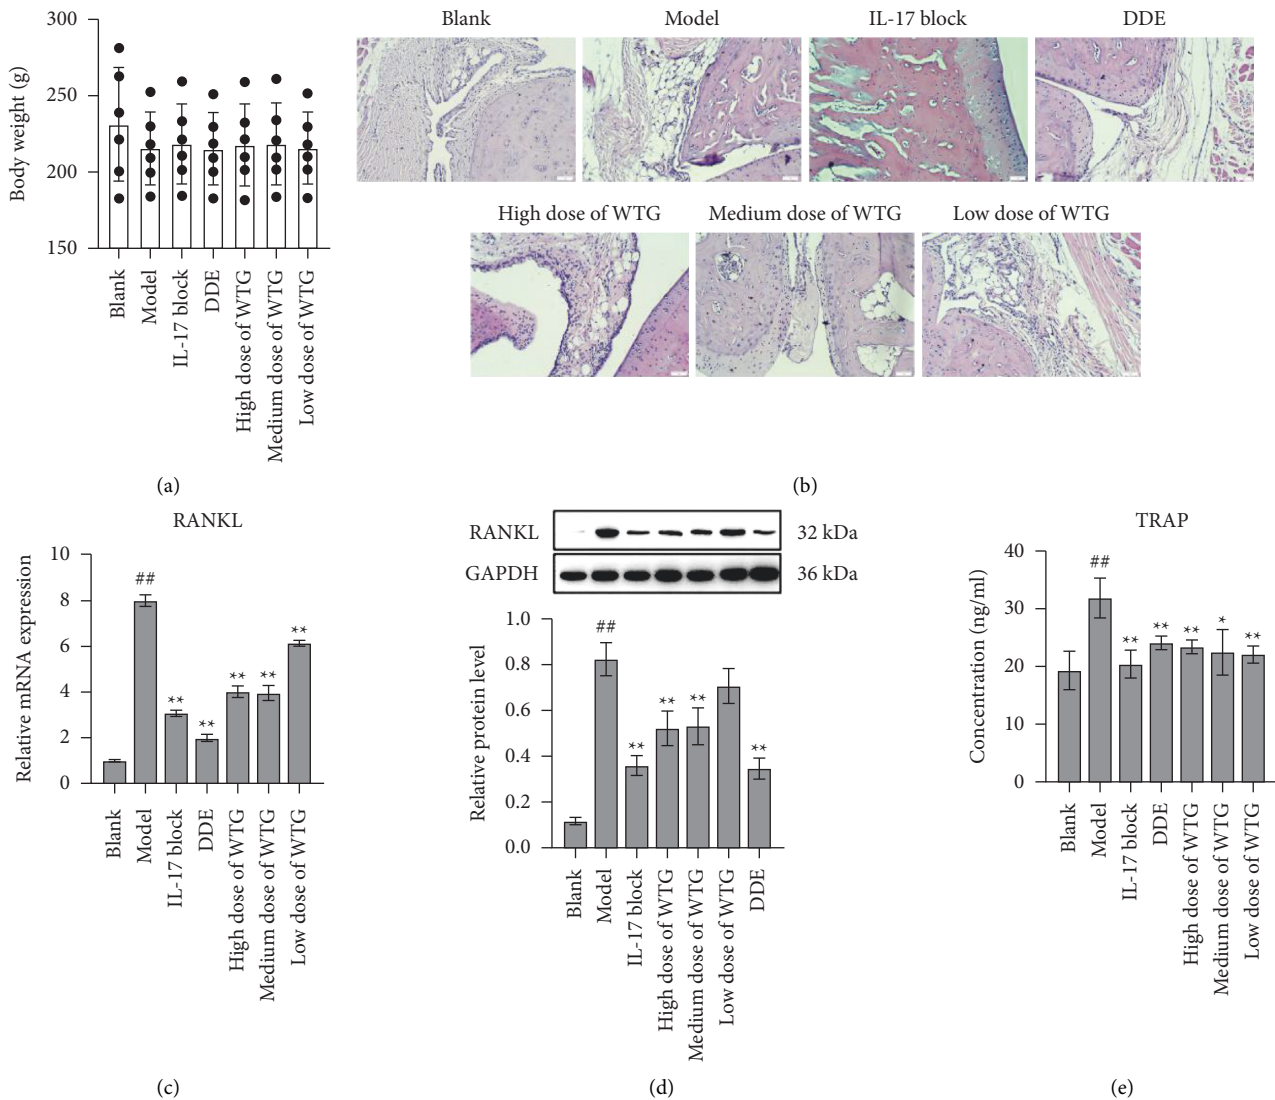 Body weight (g)
300
250
200
150
Blank
Model
IL-17 block
DDE
High dose of WTG
Medium dose of WTG
Low dose of WTG
(a)
Blank
Model
IL-17 block
DDE
High dose of WTG
Medium dose of WTG
Low dose of WTG
(b)
RANKL
Relative mRNA expression
10
8
6
4
2
0
##
**
**
**
**
**
Blank
Model
IL-17 block
DDE
High dose of WTG
Medium dose of WTG
Low dose of WTG
(c)
RANKL
32 kDa
GAPDH
36 kDa
Relative protein level
1.0
0.8
0.6
0.4
0.2
0.0
##
**
**
**
**
Blank
Model
IL-17 block
High dose of WTG
Medium dose of WTG
Low dose of WTG
DDE
(d)
TRAP
Concentration (ng/ml)
40
30
20
10
0
##
**
**
**
*
**
Blank
Model
IL-17 block
DDE
High dose of WTG
Medium dose of WTG
Low dose of WTG
(e)